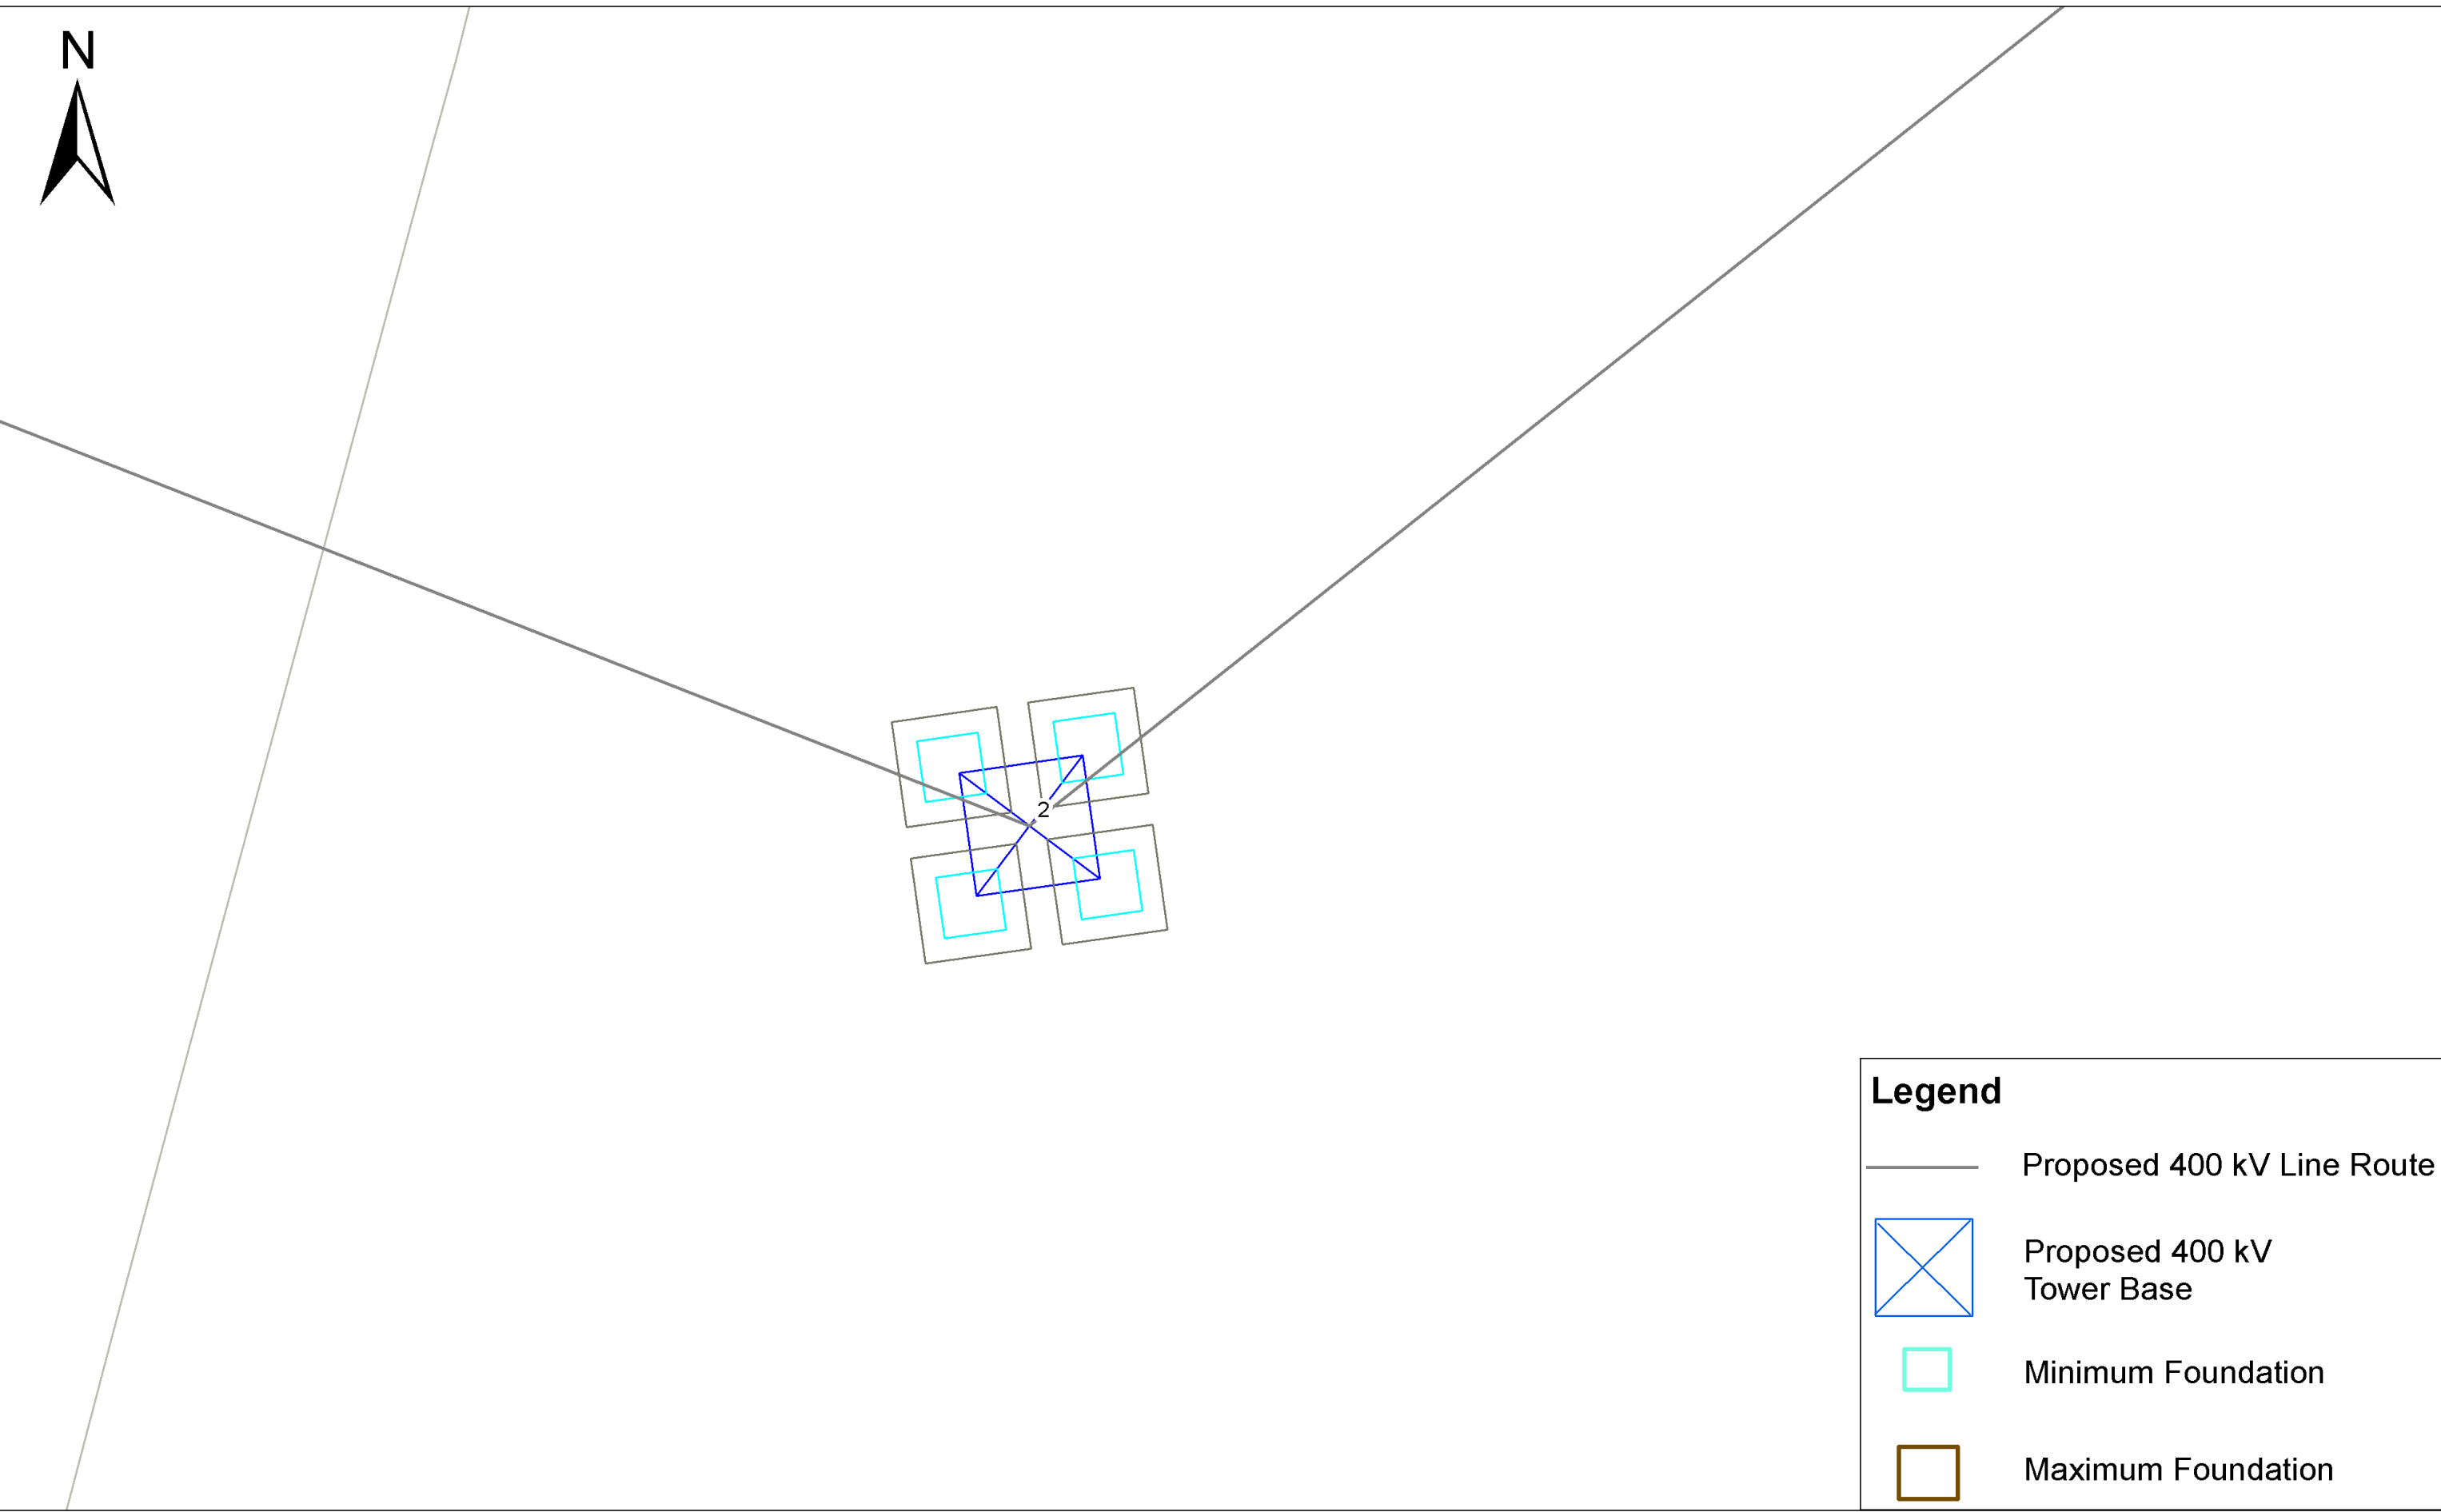 N
2
Legend
Proposed 400 kV Line Route
Proposed 400 kV
Tower Base
Minimum Foundation
Maximum Foundation